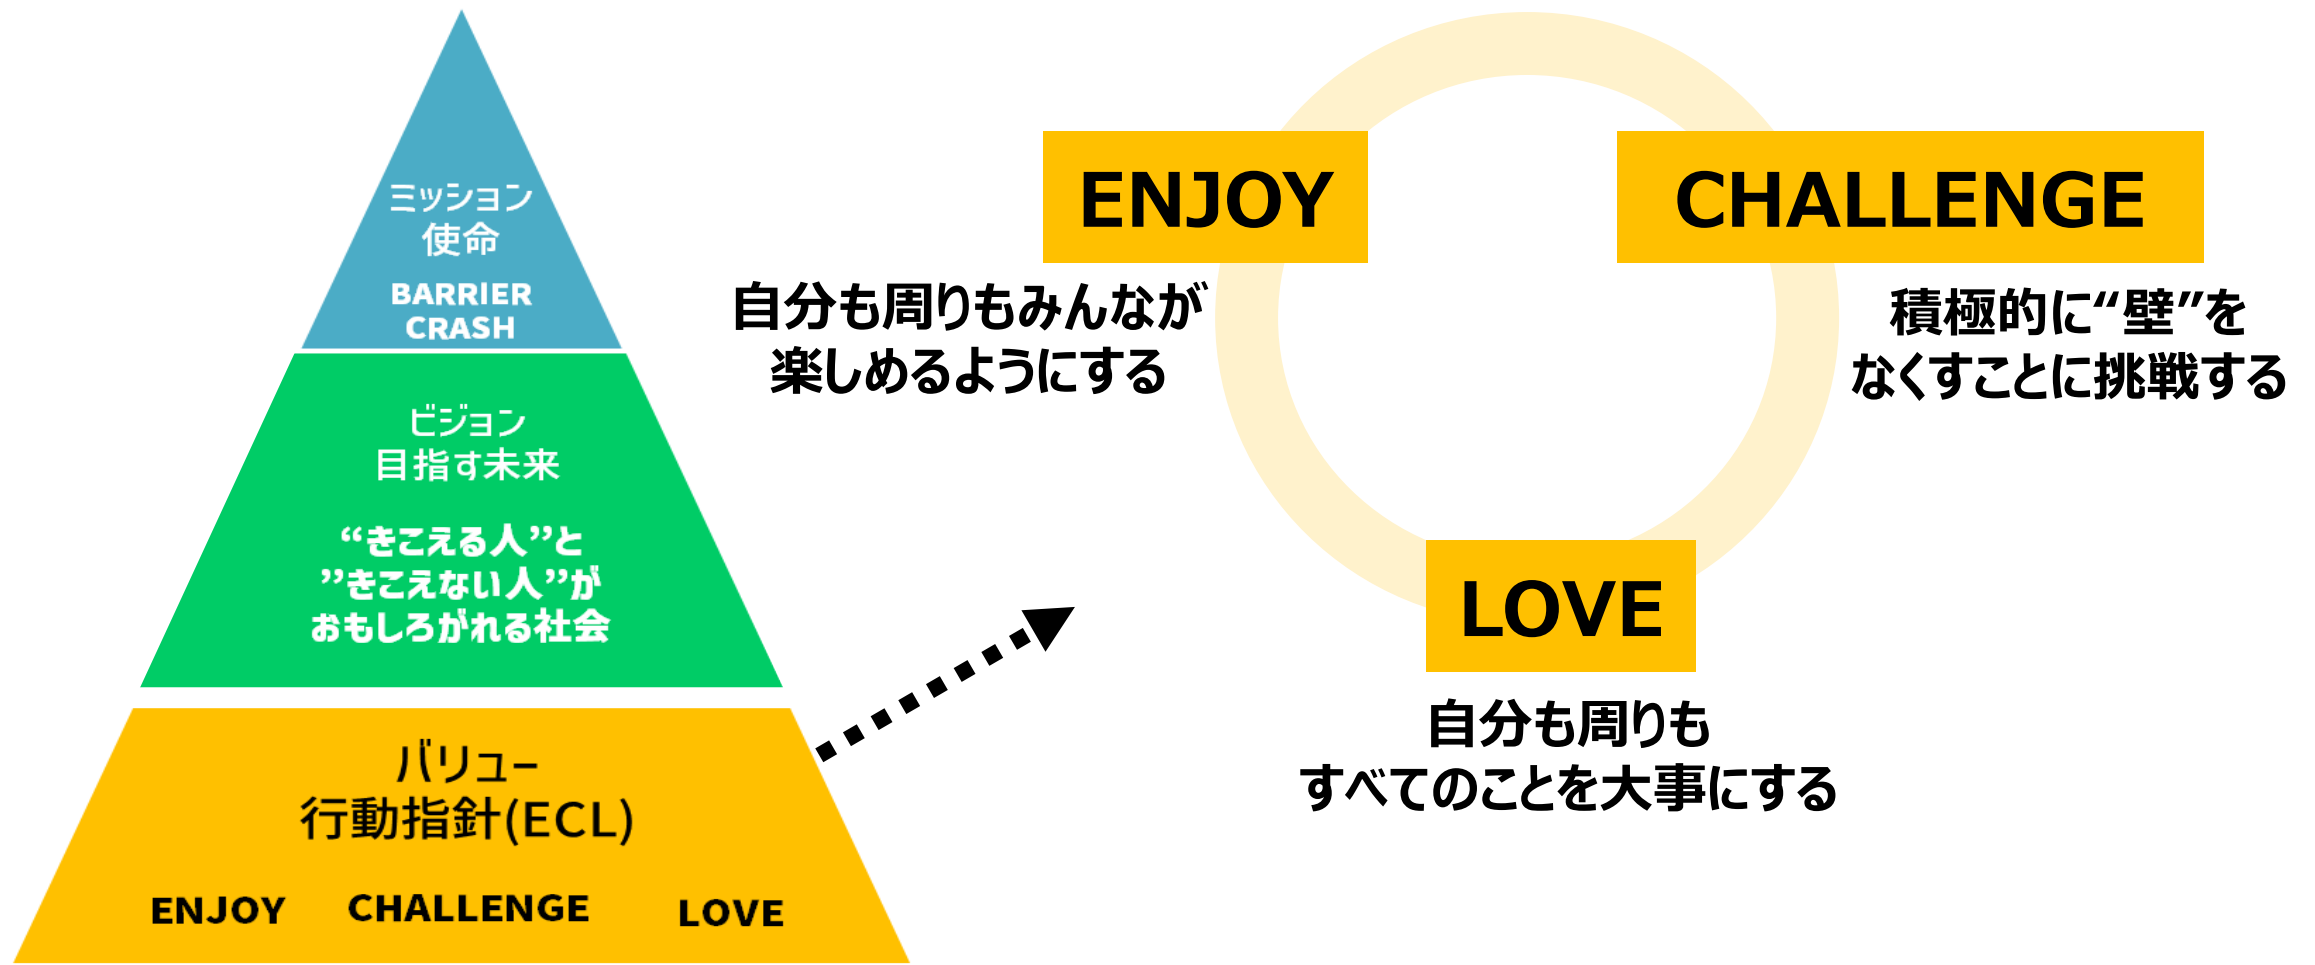 ミッション
使命
BARRIER
CRASH
ビジョン
目指す未来
“きこえる人”と
”きこえない人”が
おもしろがれる社会
バリュー
行動指針(ECL)
ENJOY CHALLENGE LOVE
ENJOY
自分も周りもみんなが
楽しめるようにする
CHALLENGE
積極的に“壁”を
なくすことに挑戦する
LOVE
自分も周りも
すべてのことを大事にする